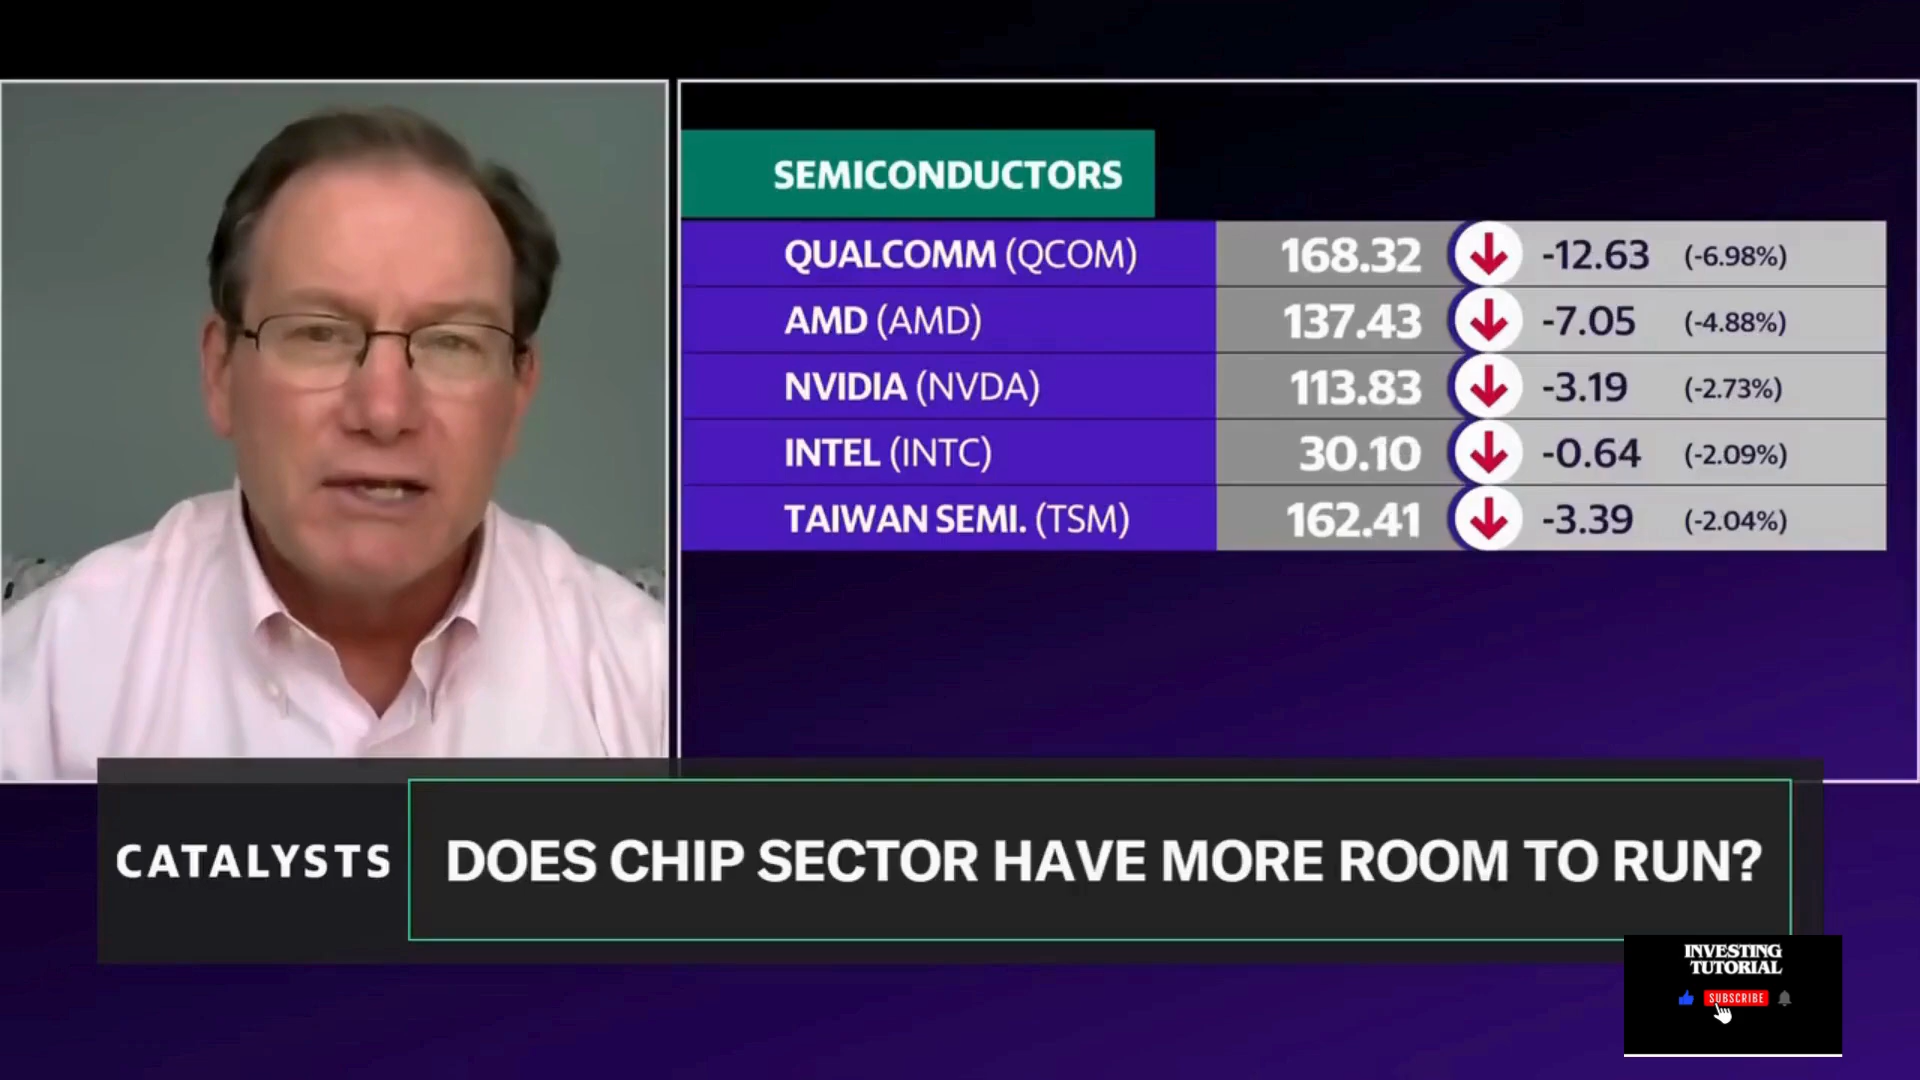 SEMICONDUCTORS
QUALCOMM (QCOM) 168.32 -12.63 (-6.98%)
AMD (AMD) 137.43 -7.05 (-4.88%)
NVIDIA (NVDA) 113.83 -3.19 (-2.73%)
INTEL (INTC) 30.10 -0.64 (-2.09%)
TAIWAN SEMI. (TSM) 162.41 -3.39 (-2.04%)
CATALYSTS
DOES CHIP SECTOR HAVE MORE ROOM TO RUN?
INVESTING
TUTORIAL
SUBSCRIBE